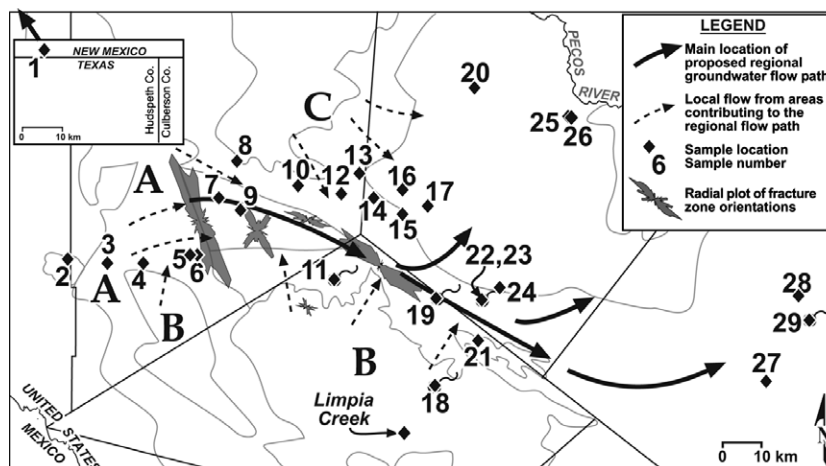 NEW MEXICO
TEXAS
1
Hudspeth Co.
Culberson Co.
0 10 km
LEGEND
Main location of
proposed regional
groundwater flow path
Local flow from areas
contributing to the
regional flow path
Sample location
6 Sample number
Radial plot of fracture
zone orientations
PECOS
RIVER
20
25
26
C
8
10
13
12
16
17
14
15
A
7
9
2
3
A
4
5
6
11
22,23
24
19
28
29
B
B
21
27
18
Limpia
Creek
UNITED STATES
MEXICO
N
0 10 km